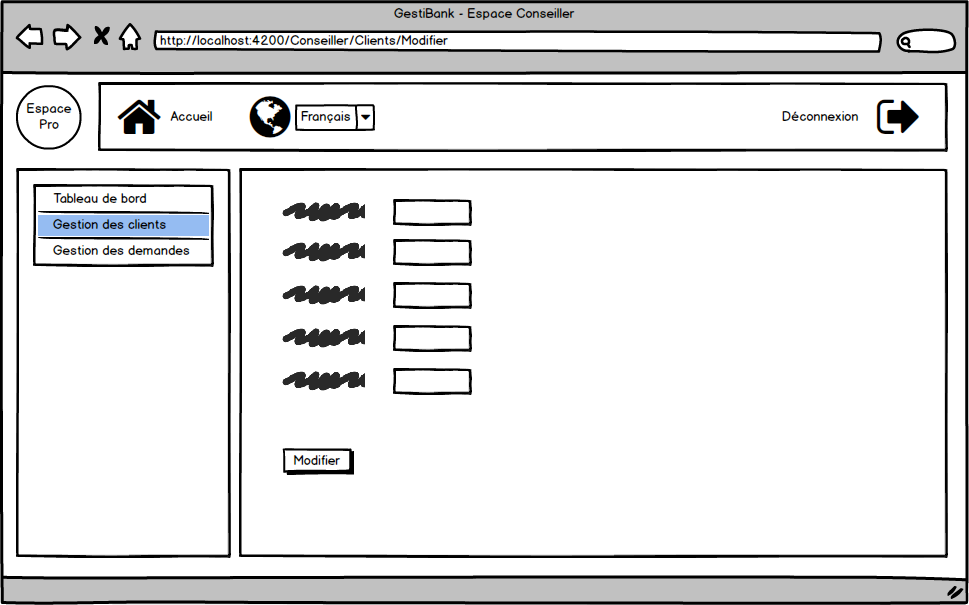 GestiBank - Espace Conseiller
http://localhost:4200/Conseiller/Clients/Modifier
Espace
Pro
Accueil
Français
Déconnexion
Tableau de bord
Gestion des clients
Gestion des demandes
Modifier